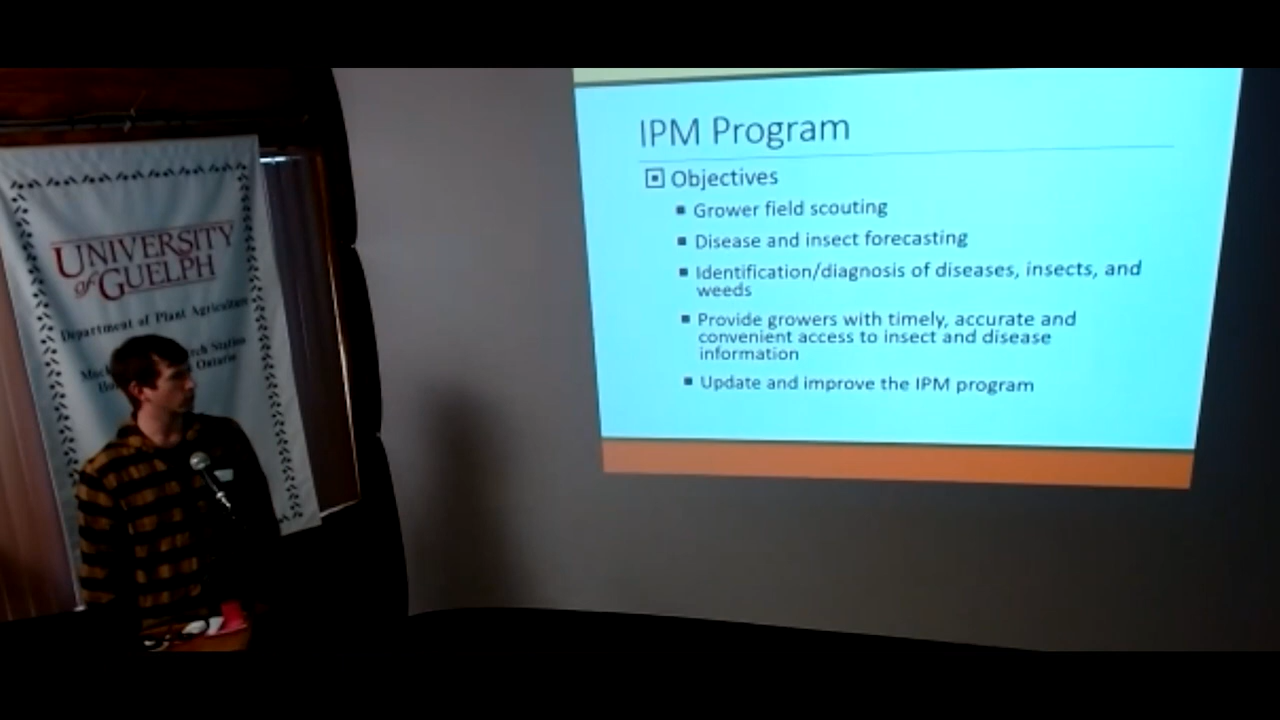 UNIVERSITY
of GUELPH
Department of Plant Agriculture
Station
Ontario
IPM Program
Objectives
Grower field scouting
Disease and insect forecasting
Identification/diagnosis of diseases, insects, and
weeds
Provide growers with timely, accurate and
convenient access to insect and disease
information
Update and improve the IPM program